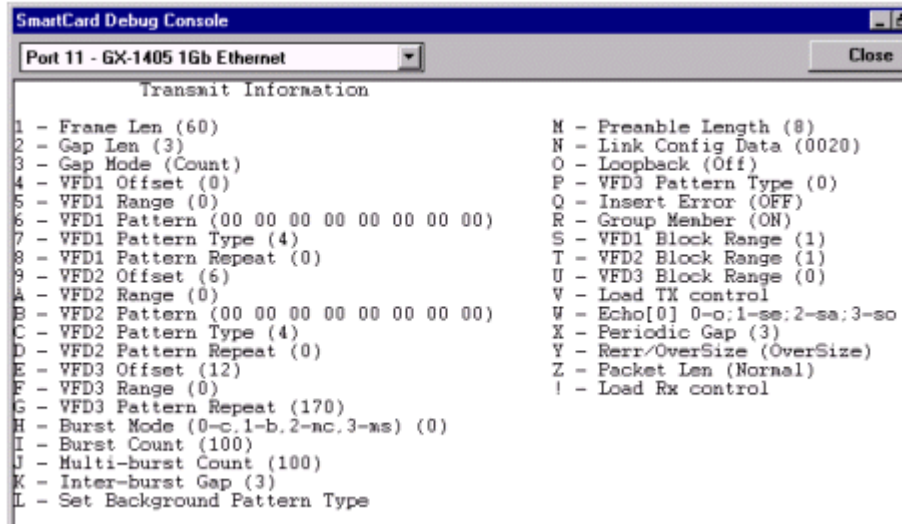 SmartCard Debug Console
Port 11 - GX-1405 1Gb Ethernet
Close
Transmit Information
1 - Frame Len (60)
2 - Gap Len (3)
3 - Gap Mode (Count)
4 - VFD1 Offset (0)
5 - VFD1 Range (0)
6 - VFD1 Pattern (00 00 00 00 00 00 00 00)
7 - VFD1 Pattern Type (4)
8 - VFD1 Pattern Repeat (0)
9 - VFD2 Offset (6)
A - VFD2 Range (0)
B - VFD2 Pattern (00 00 00 00 00 00 00 00)
C - VFD2 Pattern Type (4)
D - VFD2 Pattern Repeat (0)
E - VFD3 Offset (12)
F - VFD3 Range (0)
G - VFD3 Pattern Repeat (170)
H - Burst Mode (0-c,1-b,2-mc,3-ms) (0)
I - Burst Count (100)
J - Multi-burst Count (100)
K - Inter-burst Gap (3)
L - Set Background Pattern Type
M - Preamble Length (8)
N - Link Config Data (0020)
O - Loopback (Off)
P - VFD3 Pattern Type (0)
Q - Insert Error (OFF)
R - Group Member (ON)
S - VFD1 Block Range (1)
T - VFD2 Block Range (1)
U - VFD3 Block Range (0)
V - Load TX control
W - Echo[0] 0-o;1-se;2-sa;3-so
X - Periodic Gap (3)
Y - Rerr/OverSize (OverSize)
Z - Packet Len (Normal)
! - Load Rx control